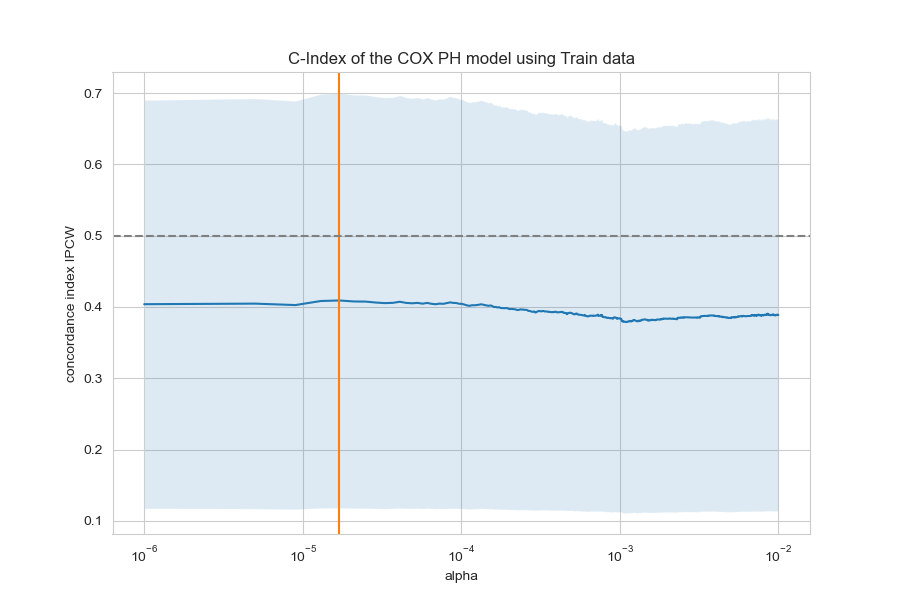 C-Index of the COX PH model using Train data
concordance index IPCW
0.7
0.6
0.5
0.4
0.3
0.2
0.1
10⁻⁶ 10⁻⁵ 10⁻⁴ 10⁻³ 10⁻²
alpha